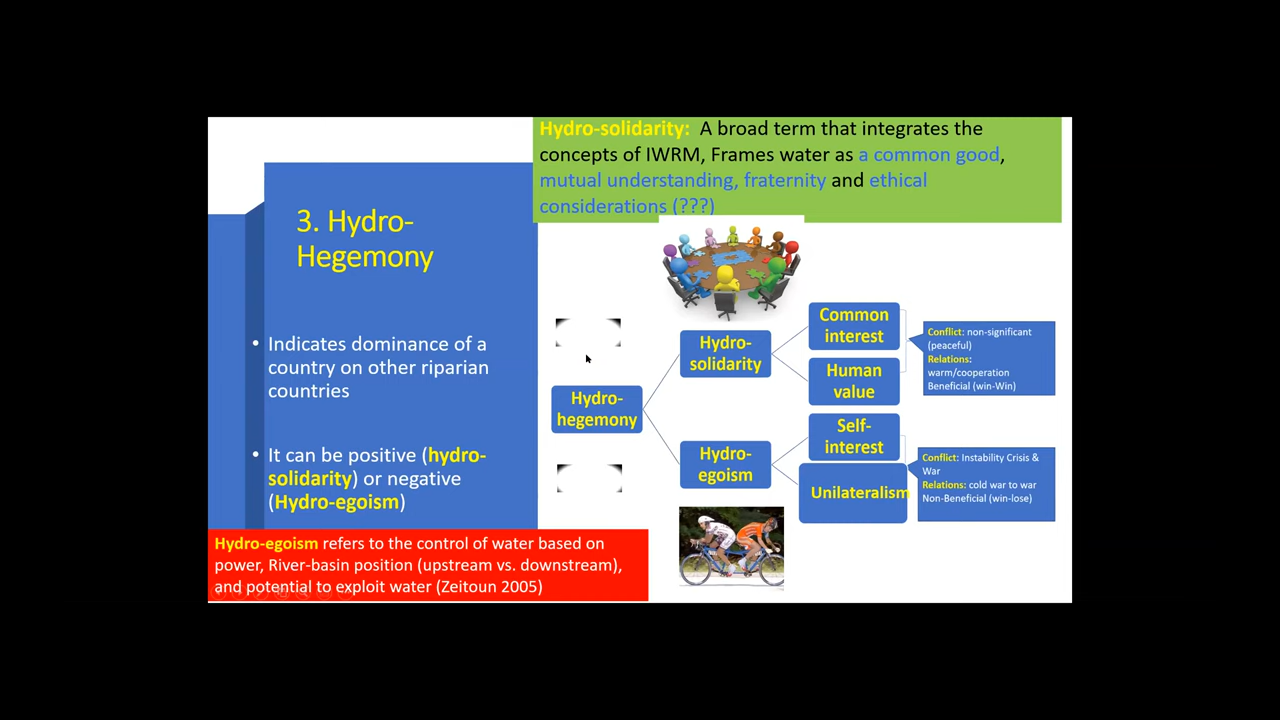 Hydro-solidarity: A broad term that integrates the
concepts of IWRM, Frames water as a common good,
mutual understanding, fraternity and ethical
considerations (???)
3. Hydro-
Hegemony
• Indicates dominance of a
country on other riparian
countries
• It can be positive (hydro-
solidarity) or negative
(Hydro-egoism)
Hydro-egoism refers to the control of water based on
power, River-basin position (upstream vs. downstream),
and potential to exploit water (Zeitoun 2005)
Hydro-
hegemony
Hydro-
solidarity
Common
interest
Human
value
Conflict: non-significant
(peaceful)
Relations:
warm/cooperation
Beneficial (win-Win)
Hydro-
egoism
Self-
interest
Unilateralism
Conflict: Instability Crisis &
War
Relations: cold war to war
Non-Beneficial (win-lose)